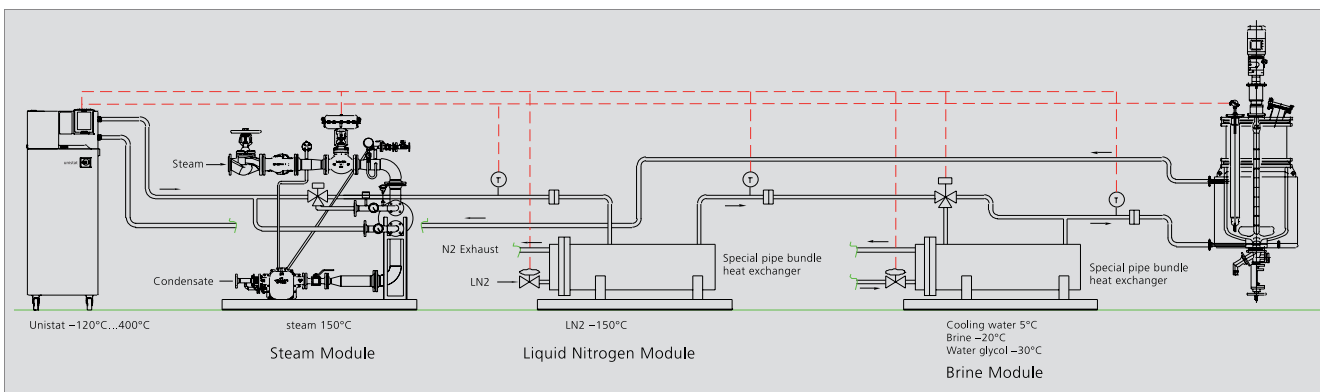 unistat
Steam
Condensate
T
T
T
N2 Exhaust
LN2
Special pipe bundle
heat exchanger
Special pipe bundle
heat exchanger
Unistat −120°C...400°C
steam 150°C
LN2 −150°C
Cooling water 5°C
Brine −20°C
Water glycol −30°C
Steam Module
Liquid Nitrogen Module
Brine Module